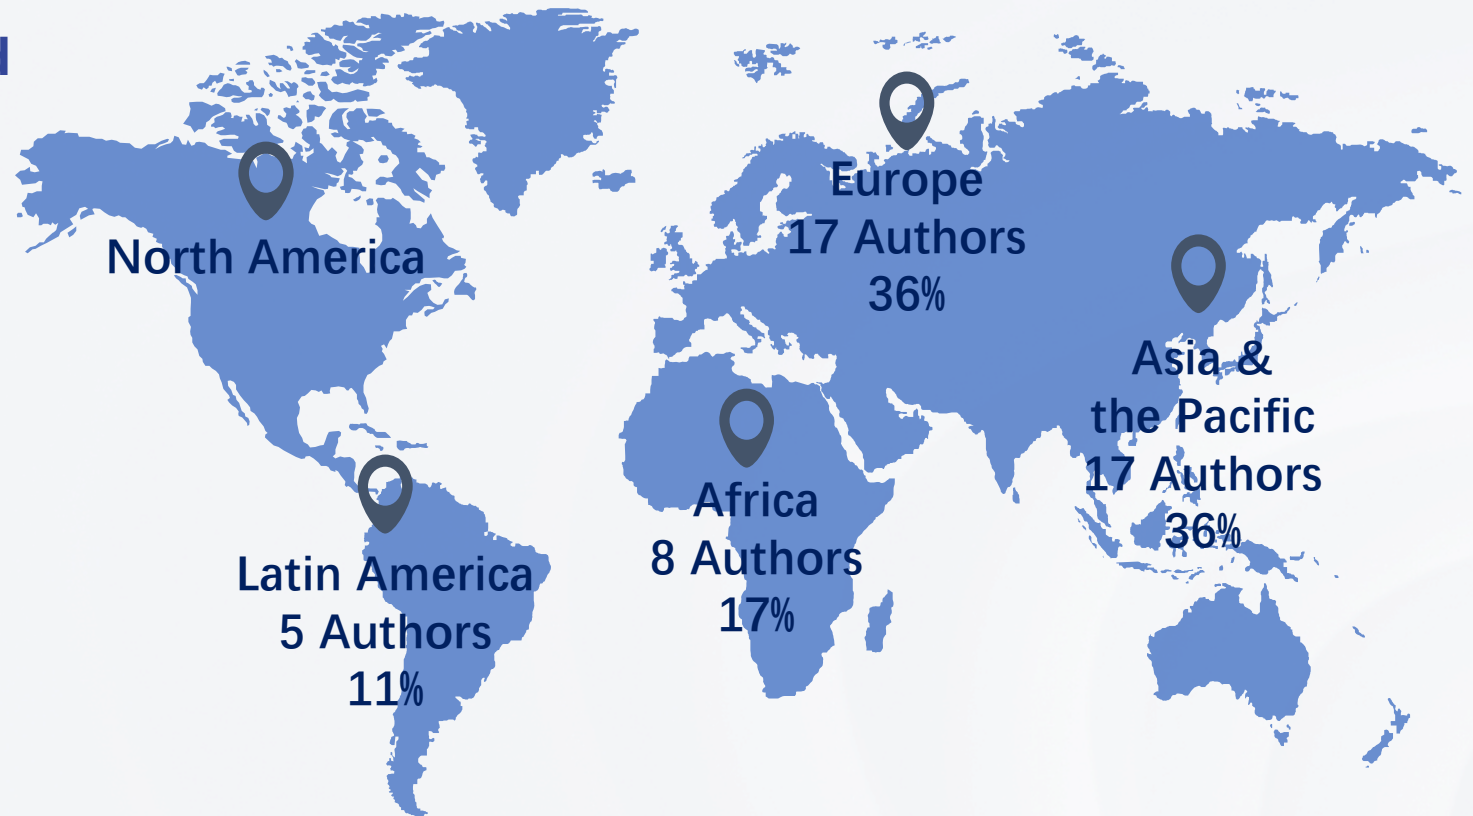 North America
Europe
17 Authors
36%
Asia &
the Pacific
17 Authors
36%
Africa
8 Authors
17%
Latin America
5 Authors
11%